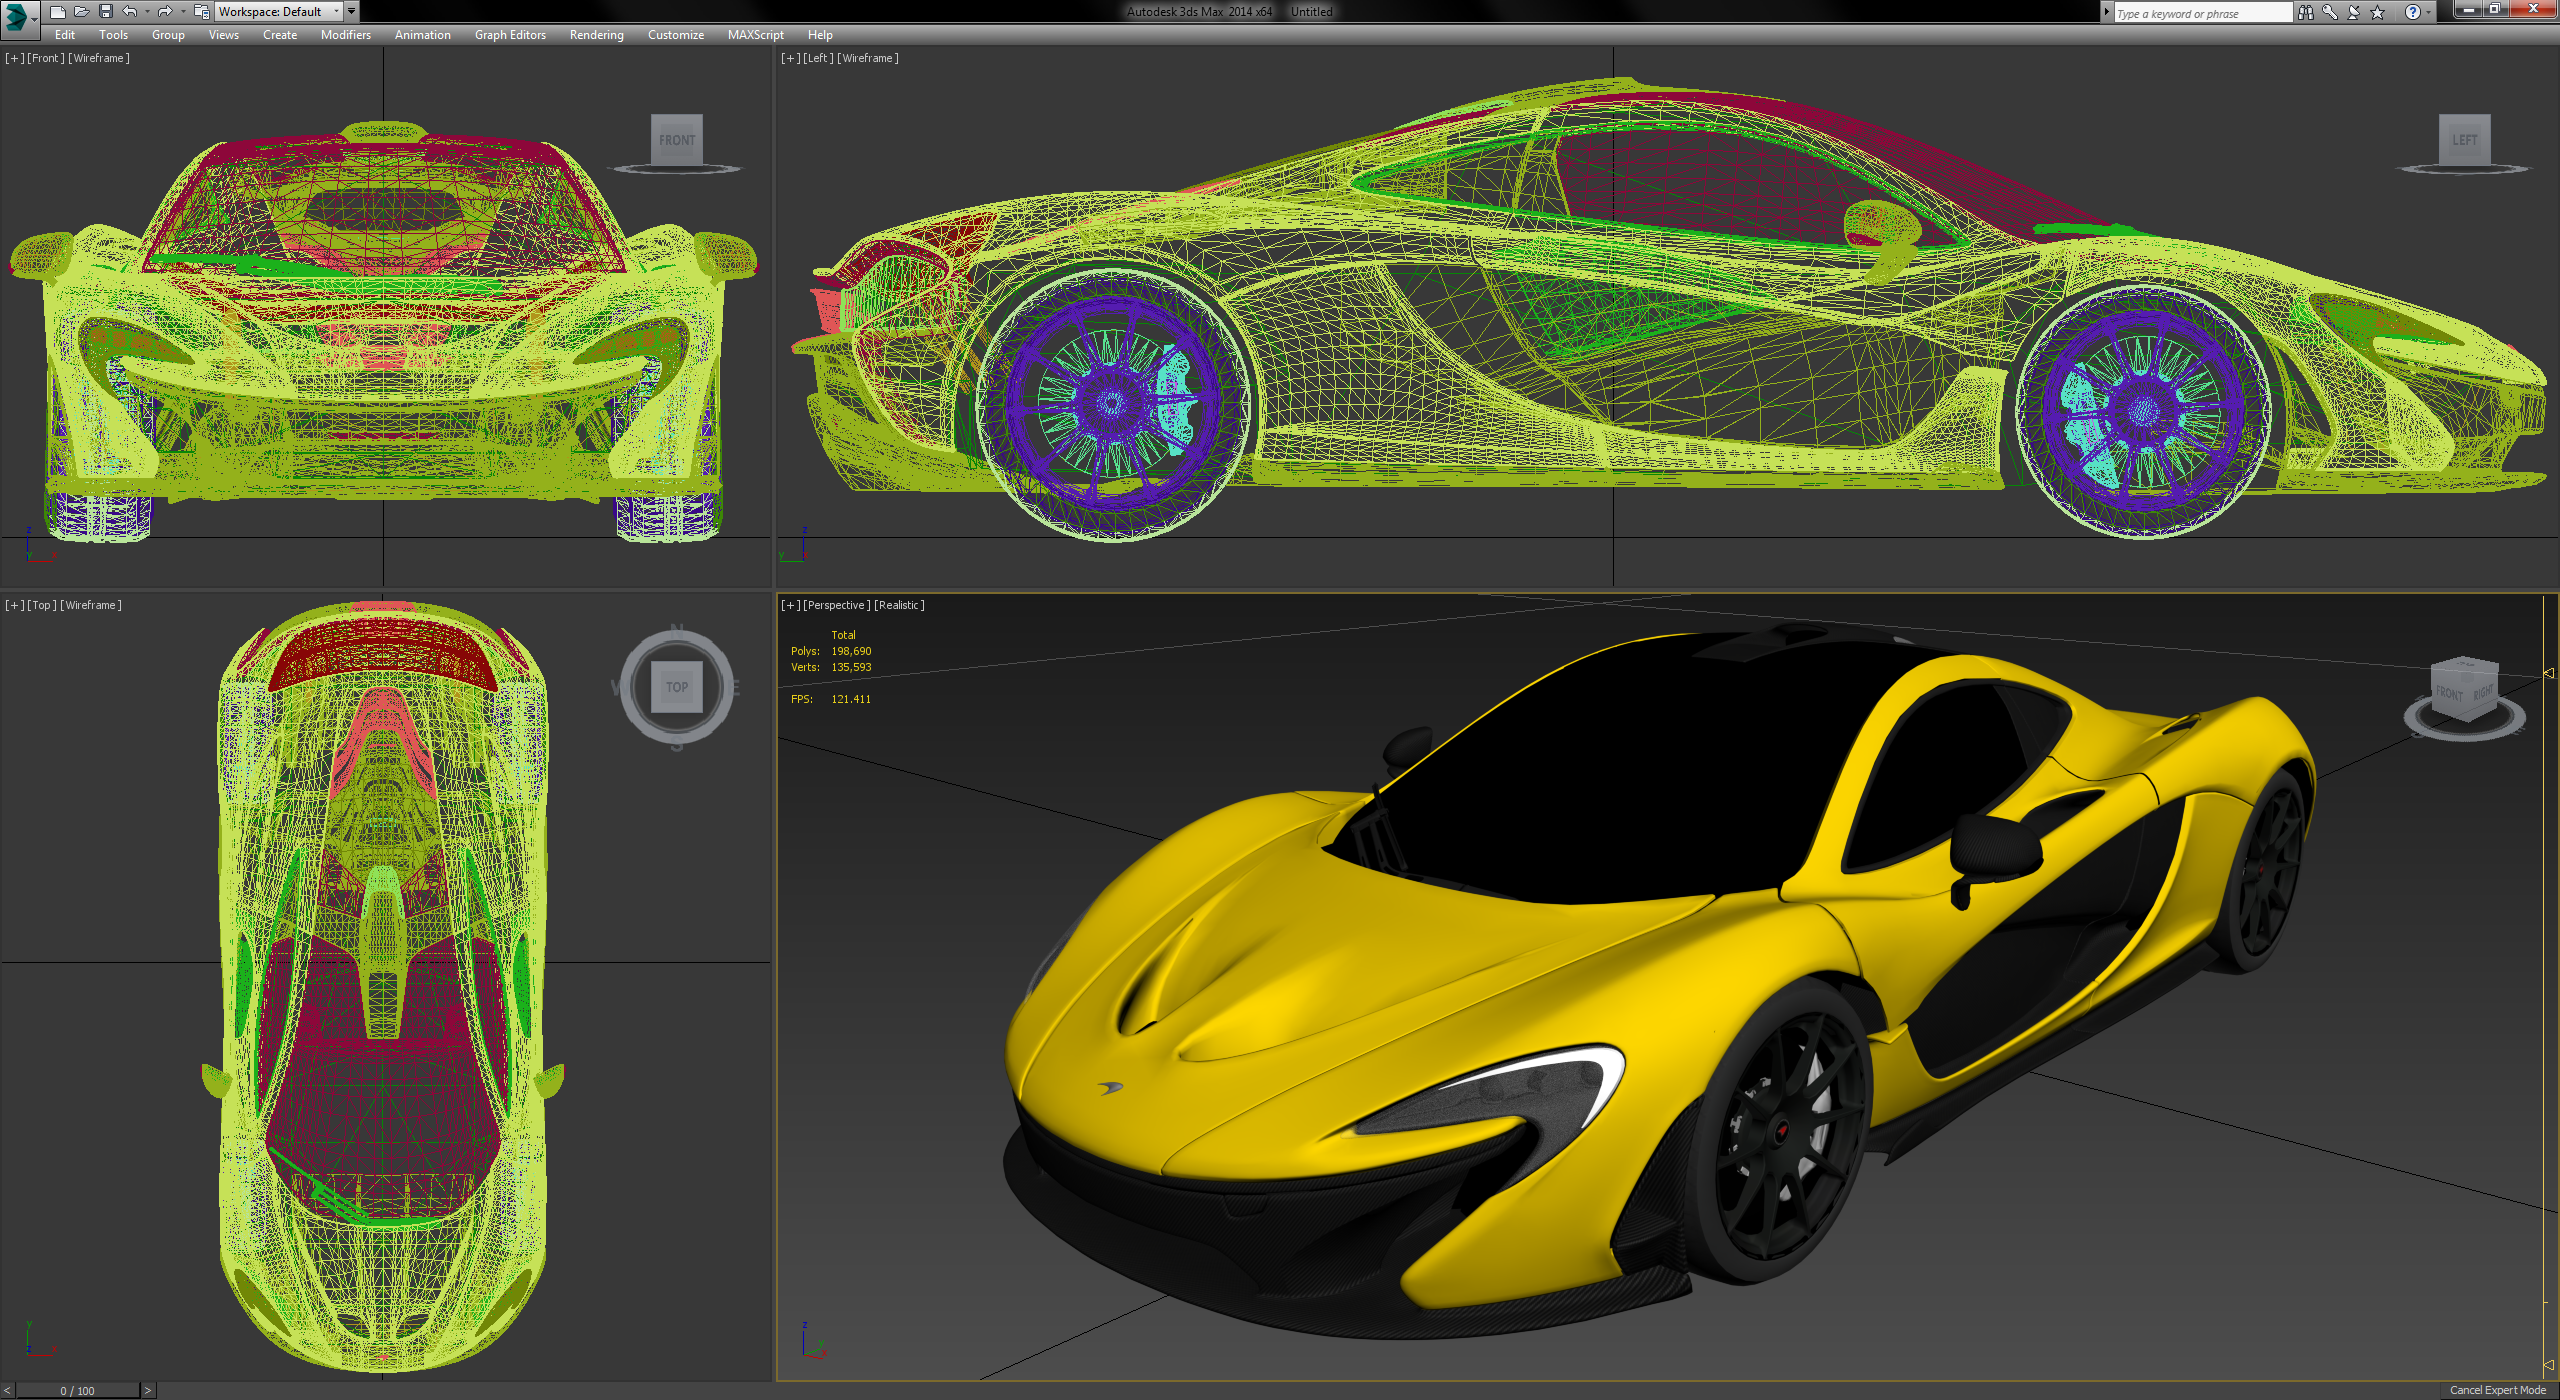 Workspace: Default
Autodesk 3ds Max 2014 x64 Untitled
Type a keyword or phrase
Edit Tools Group Views Create Modifiers Animation Graph Editors Rendering Customize MAXScript Help
[+] [Front] [Wireframe]
FRONT
z
y x
[+] [Left] [Wireframe]
LEFT
z
y x
[+] [Top] [Wireframe]
N
W TOP E
S
y
z x
[+] [Perspective] [Realistic]
Total
Polys: 198,690
Verts: 135,593
FPS: 121.411
FRONT RIGHT
z
y
x
< 0 / 100 >
Cancel Expert Mode